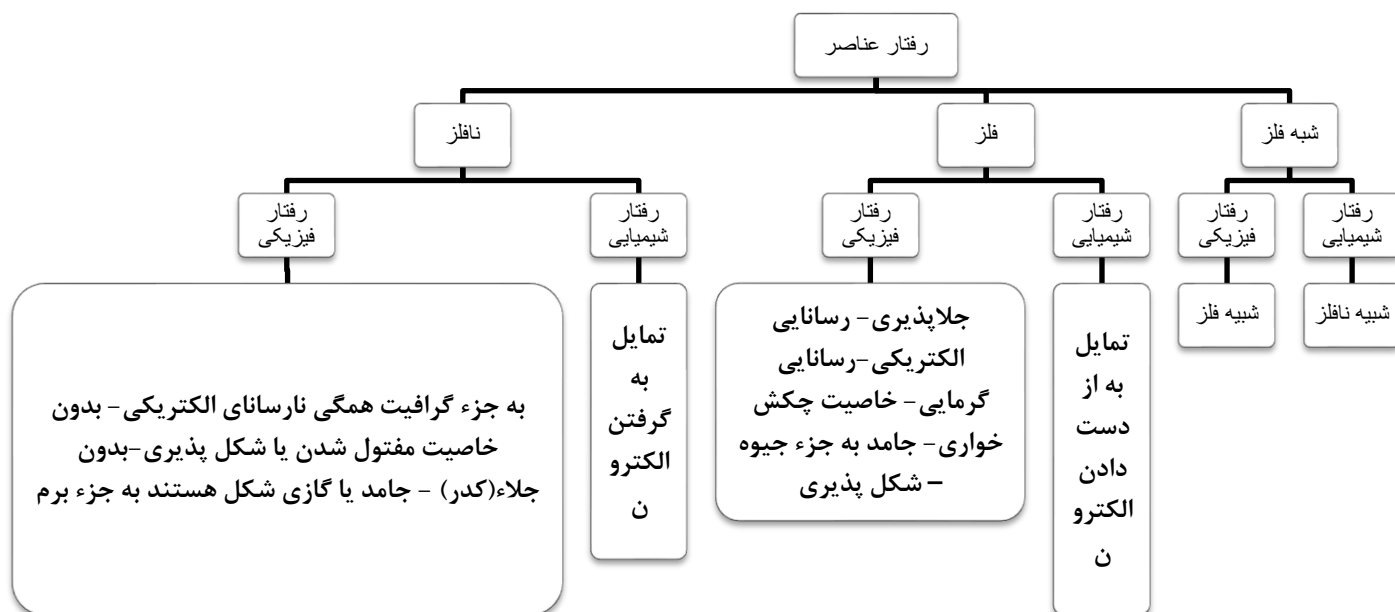 رفتار عناصر
شبه فلز
فلز
نافلز
رفتار
شیمیایی
رفتار
فیزیکی
رفتار
شیمیایی
رفتار
فیزیکی
رفتار
شیمیایی
رفتار
فیزیکی
شبیه نافلز
شبیه فلز
تمایل
به از
دست
دادن
الکترو
ن
جلاپذیری- رسانایی
الکتریکی-رسانایی
گرمایی- خاصیت چکش
خواری- جامد به جزء جیوه
– شکل پذیری
تمایل
به
گرفتن
الکترو
ن
به جزء گرافیت همگی نارسانای الکتریکی- بدون
خاصیت مفتول شدن یا شکل پذیری-بدون
جلاء(کدر) - جامد یا گازی شکل هستند به جزء برم